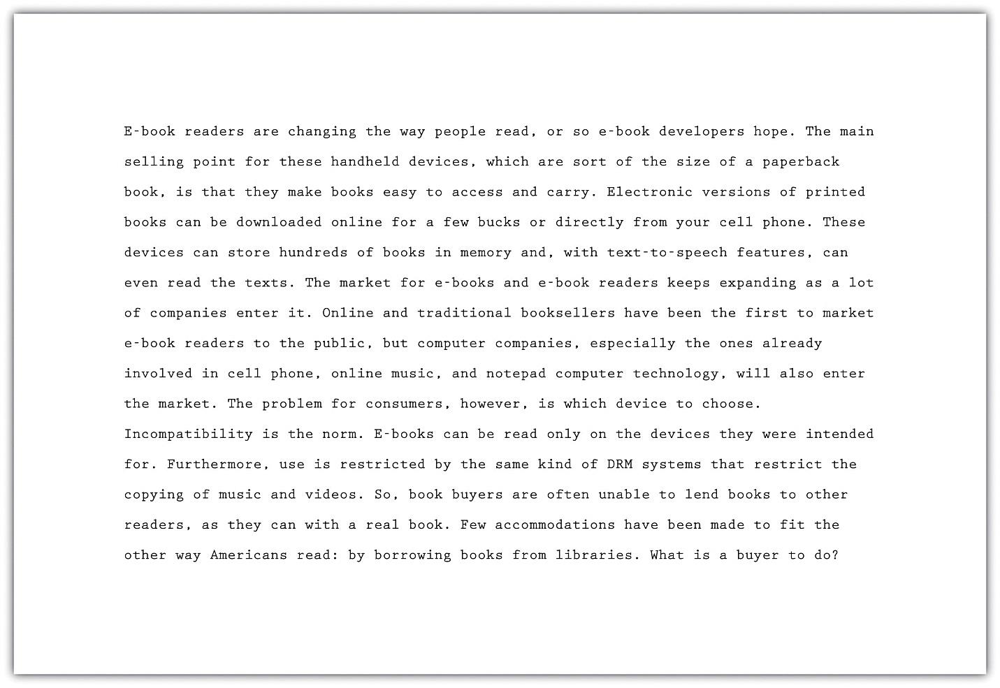 E-book readers are changing the way people read, or so e-book developers hope. The main
selling point for these handheld devices, which are sort of the size of a paperback
book, is that they make books easy to access and carry. Electronic versions of printed
books can be downloaded online for a few bucks or directly from your cell phone. These
devices can store hundreds of books in memory and, with text-to-speech features, can
even read the texts. The market for e-books and e-book readers keeps expanding as a lot
of companies enter it. Online and traditional booksellers have been the first to market
e-book readers to the public, but computer companies, especially the ones already
involved in cell phone, online music, and notepad computer technology, will also enter
the market. The problem for consumers, however, is which device to choose.
Incompatibility is the norm. E-books can be read only on the devices they were intended
for. Furthermore, use is restricted by the same kind of DRM systems that restrict the
copying of music and videos. So, book buyers are often unable to lend books to other
readers, as they can with a real book. Few accommodations have been made to fit the
other way Americans read: by borrowing books from libraries. What is a buyer to do?